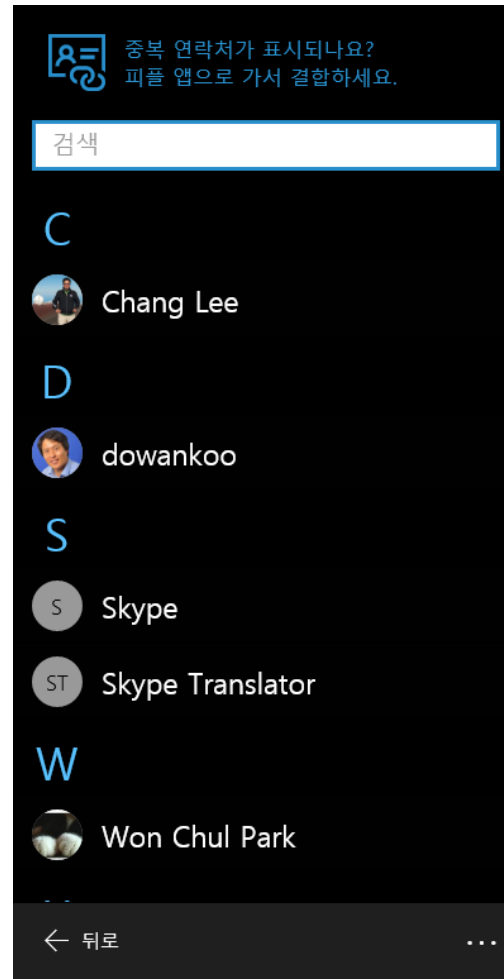 중복 연락처가 표시되나요?
피플 앱으로 가서 결합하세요.
검색
C
Chang Lee
D
dowankoo
S
S Skype
ST Skype Translator
W
Won Chul Park
뒤로